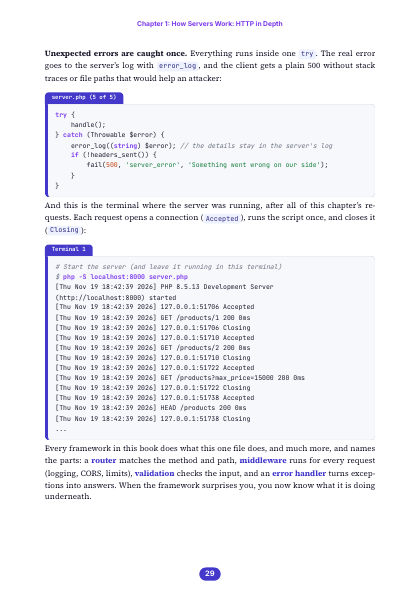 Chapter 1: How Servers Work: HTTP in Depth
Unexpected errors are caught once. Everything runs inside one try. The real error
goes to the server's log with error_log, and the client gets a plain 500 without stack
traces or file paths that would help an attacker:
server.php (5 of 5)
try {
    handle();
} catch (Throwable $error) {
    error_log((string) $error); // the details stay in the server's log
    if (!headers_sent()) {
        fail(500, 'server_error', 'Something went wrong on our side');
    }
}
And this is the terminal where the server was running, after all of this chapter's re-
quests. Each request opens a connection (Accepted), runs the script once, and closes it
(Closing):
Terminal 1
# Start the server (and leave it running in this terminal)
$ php -S localhost:8000 server.php
[Thu Nov 19 18:42:39 2026] PHP 8.5.13 Development Server
(http://localhost:8000) started
[Thu Nov 19 18:42:39 2026] 127.0.0.1:51706 Accepted
[Thu Nov 19 18:42:39 2026] GET /products/1 200 0ms
[Thu Nov 19 18:42:39 2026] 127.0.0.1:51706 Closing
[Thu Nov 19 18:42:39 2026] 127.0.0.1:51710 Accepted
[Thu Nov 19 18:42:39 2026] GET /products/2 200 0ms
[Thu Nov 19 18:42:39 2026] 127.0.0.1:51710 Closing
[Thu Nov 19 18:42:39 2026] 127.0.0.1:51722 Accepted
[Thu Nov 19 18:42:39 2026] GET /products?max_price=15000 200 0ms
[Thu Nov 19 18:42:39 2026] 127.0.0.1:51722 Closing
[Thu Nov 19 18:42:39 2026] 127.0.0.1:51738 Accepted
[Thu Nov 19 18:42:39 2026] HEAD /products 200 0ms
[Thu Nov 19 18:42:39 2026] 127.0.0.1:51738 Closing
...
Every framework in this book does what this one file does, and much more, and names
the parts: a router matches the method and path, middleware runs for every request
(logging, CORS, limits), validation checks the input, and an error handler turns excep-
tions into answers. When the framework surprises you, you now know what it is doing
underneath.
29